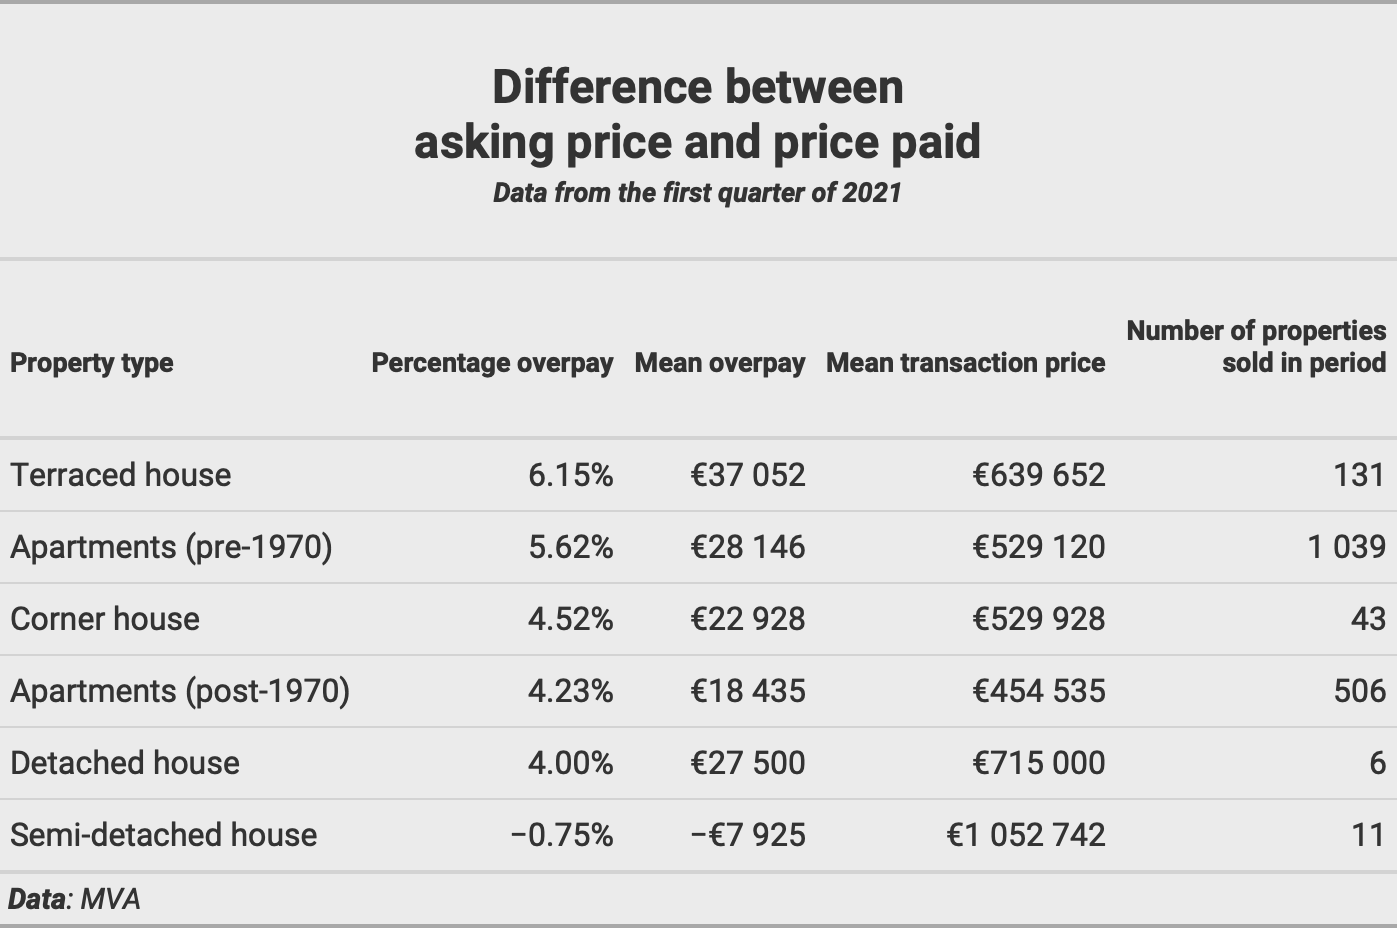 Difference between
asking price and price paid
Data from the first quarter of 2021
Property type Percentage overpay Mean overpay Mean transaction price Number of properties sold in period
Terraced house 6.15% €37 052 €639 652 131
Apartments (pre-1970) 5.62% €28 146 €529 120 1 039
Corner house 4.52% €22 928 €529 928 43
Apartments (post-1970) 4.23% €18 435 €454 535 506
Detached house 4.00% €27 500 €715 000 6
Semi-detached house −0.75% −€7 925 €1 052 742 11
Data: MVA